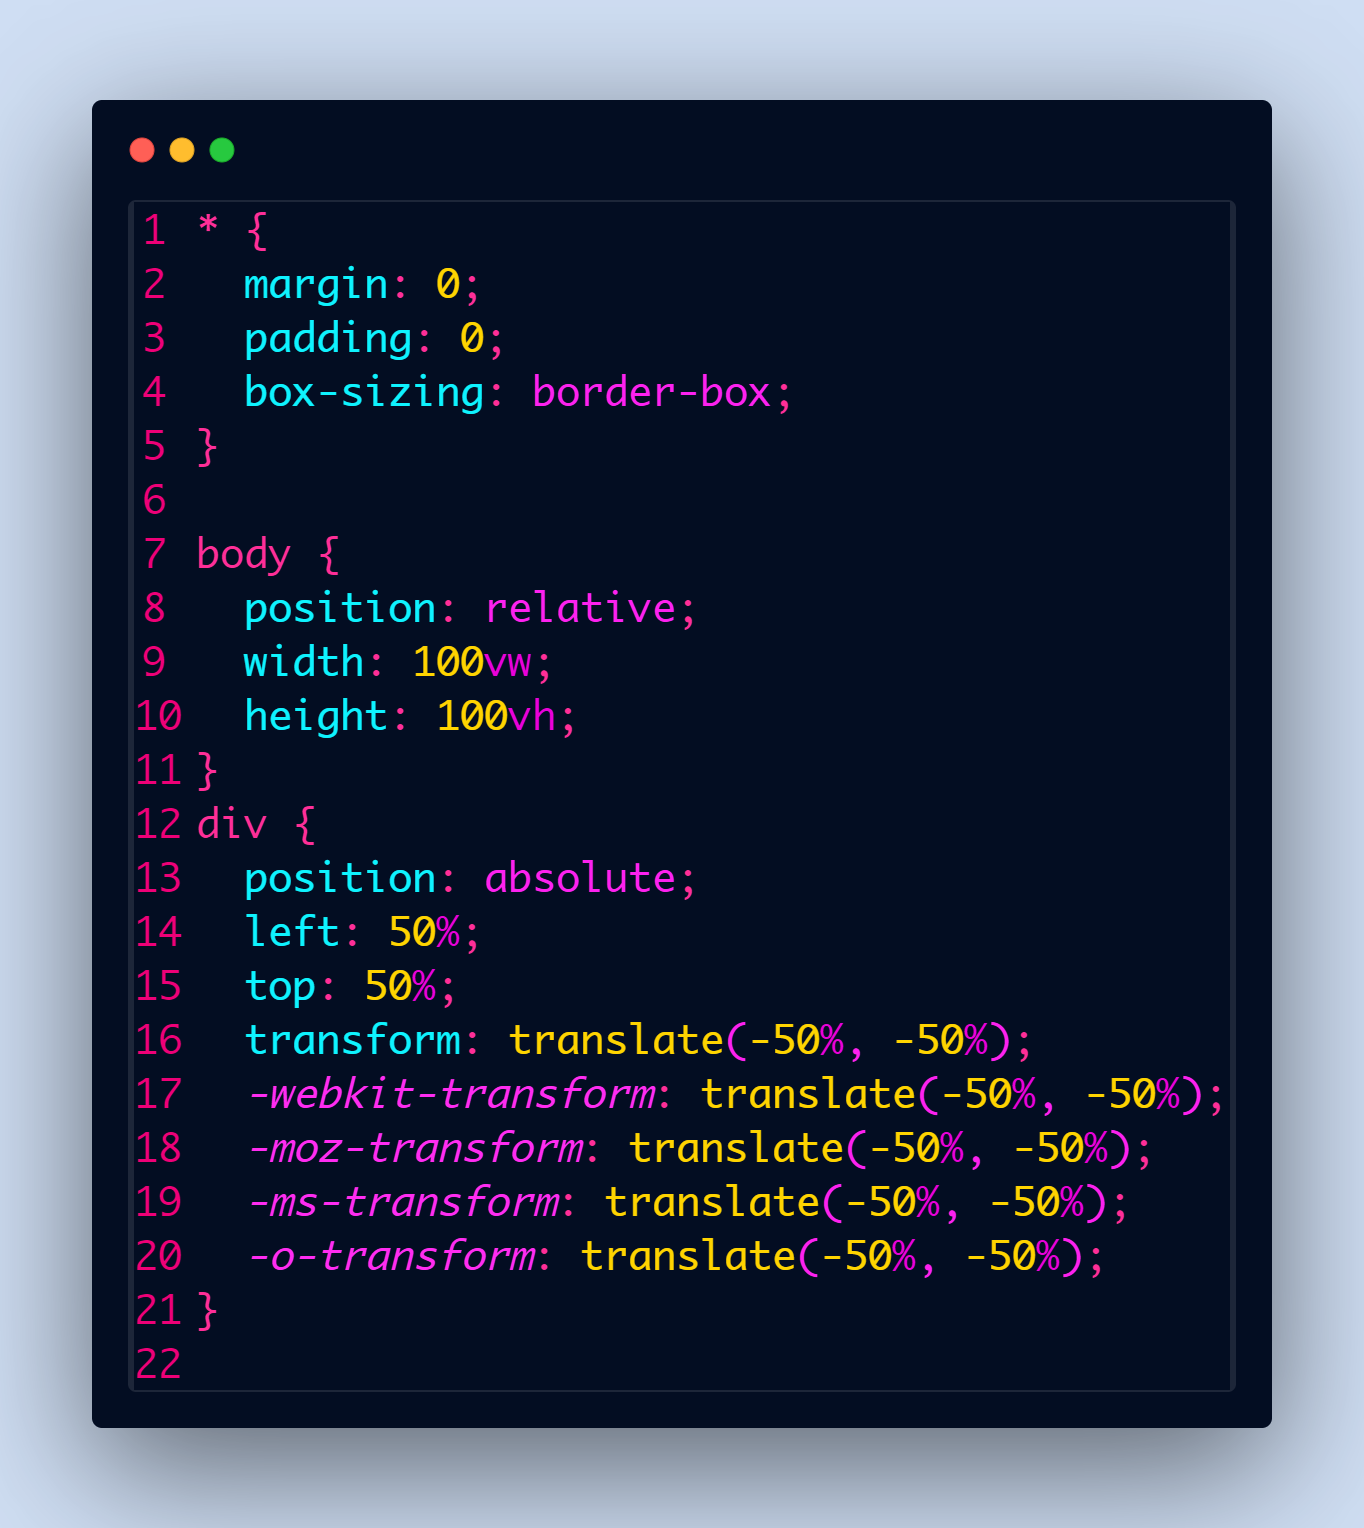 1 * {
2   margin: 0;
3   padding: 0;
4   box-sizing: border-box;
5 }
6
7 body {
8   position: relative;
9   width: 100vw;
10   height: 100vh;
11 }
12 div {
13   position: absolute;
14   left: 50%;
15   top: 50%;
16   transform: translate(-50%, -50%);
17   -webkit-transform: translate(-50%, -50%);
18   -moz-transform: translate(-50%, -50%);
19   -ms-transform: translate(-50%, -50%);
20   -o-transform: translate(-50%, -50%);
21 }
22